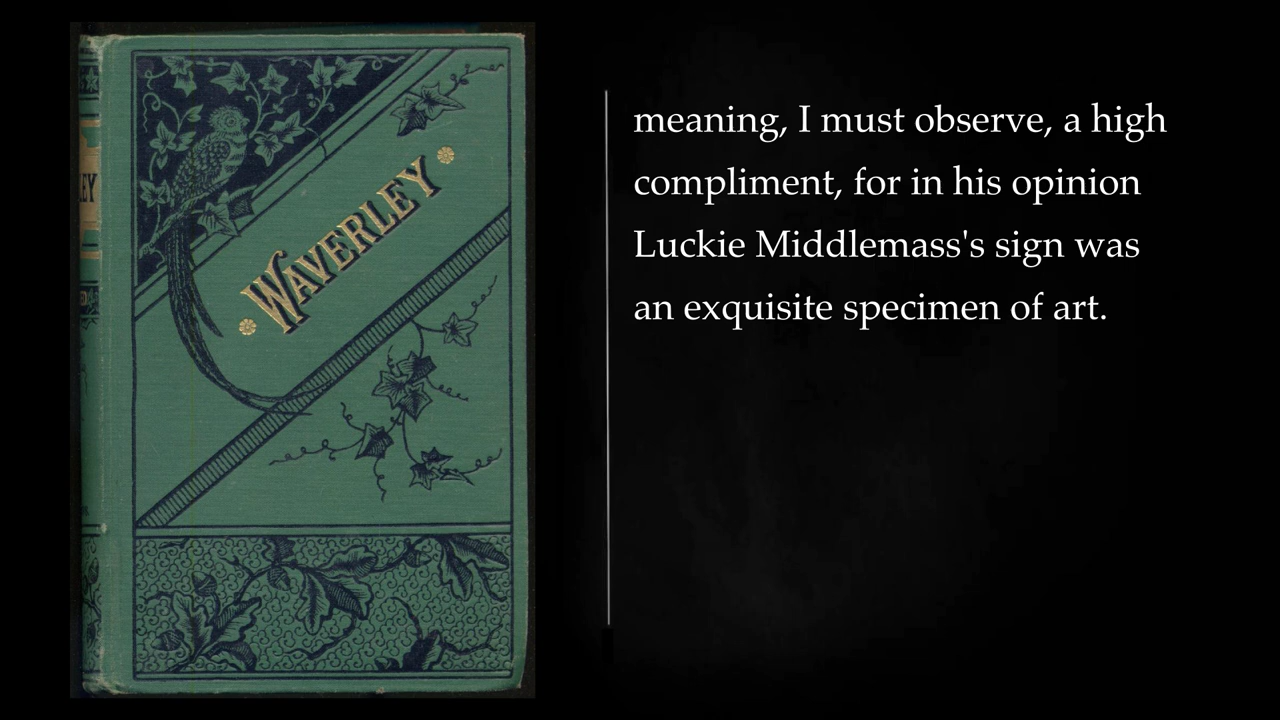 WAVERLEY
EY
meaning, I must observe, a high
compliment, for in his opinion
Luckie Middlemass's sign was
an exquisite specimen of art.